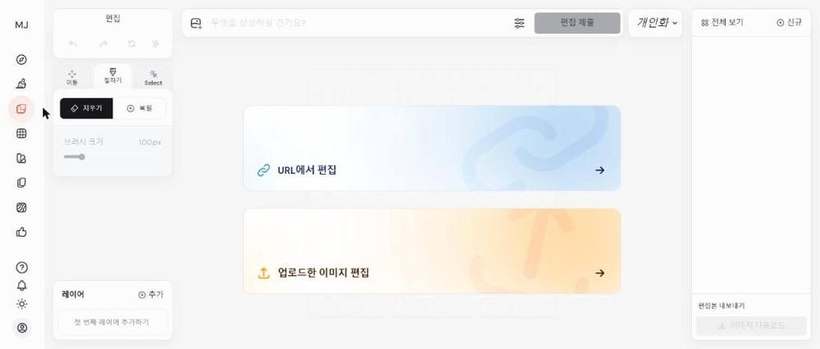 MJ
편집
이동
칠하기
Select
지우기
복원
브러시 크기
100px
레이어
추가
첫 번째 레이어 추가하기
무엇을 상상하실 건가요?
편집 제출
개인화
URL에서 편집
업로드한 이미지 편집
전체 보기
신규
편집본 내보내기
이미지 다운로드